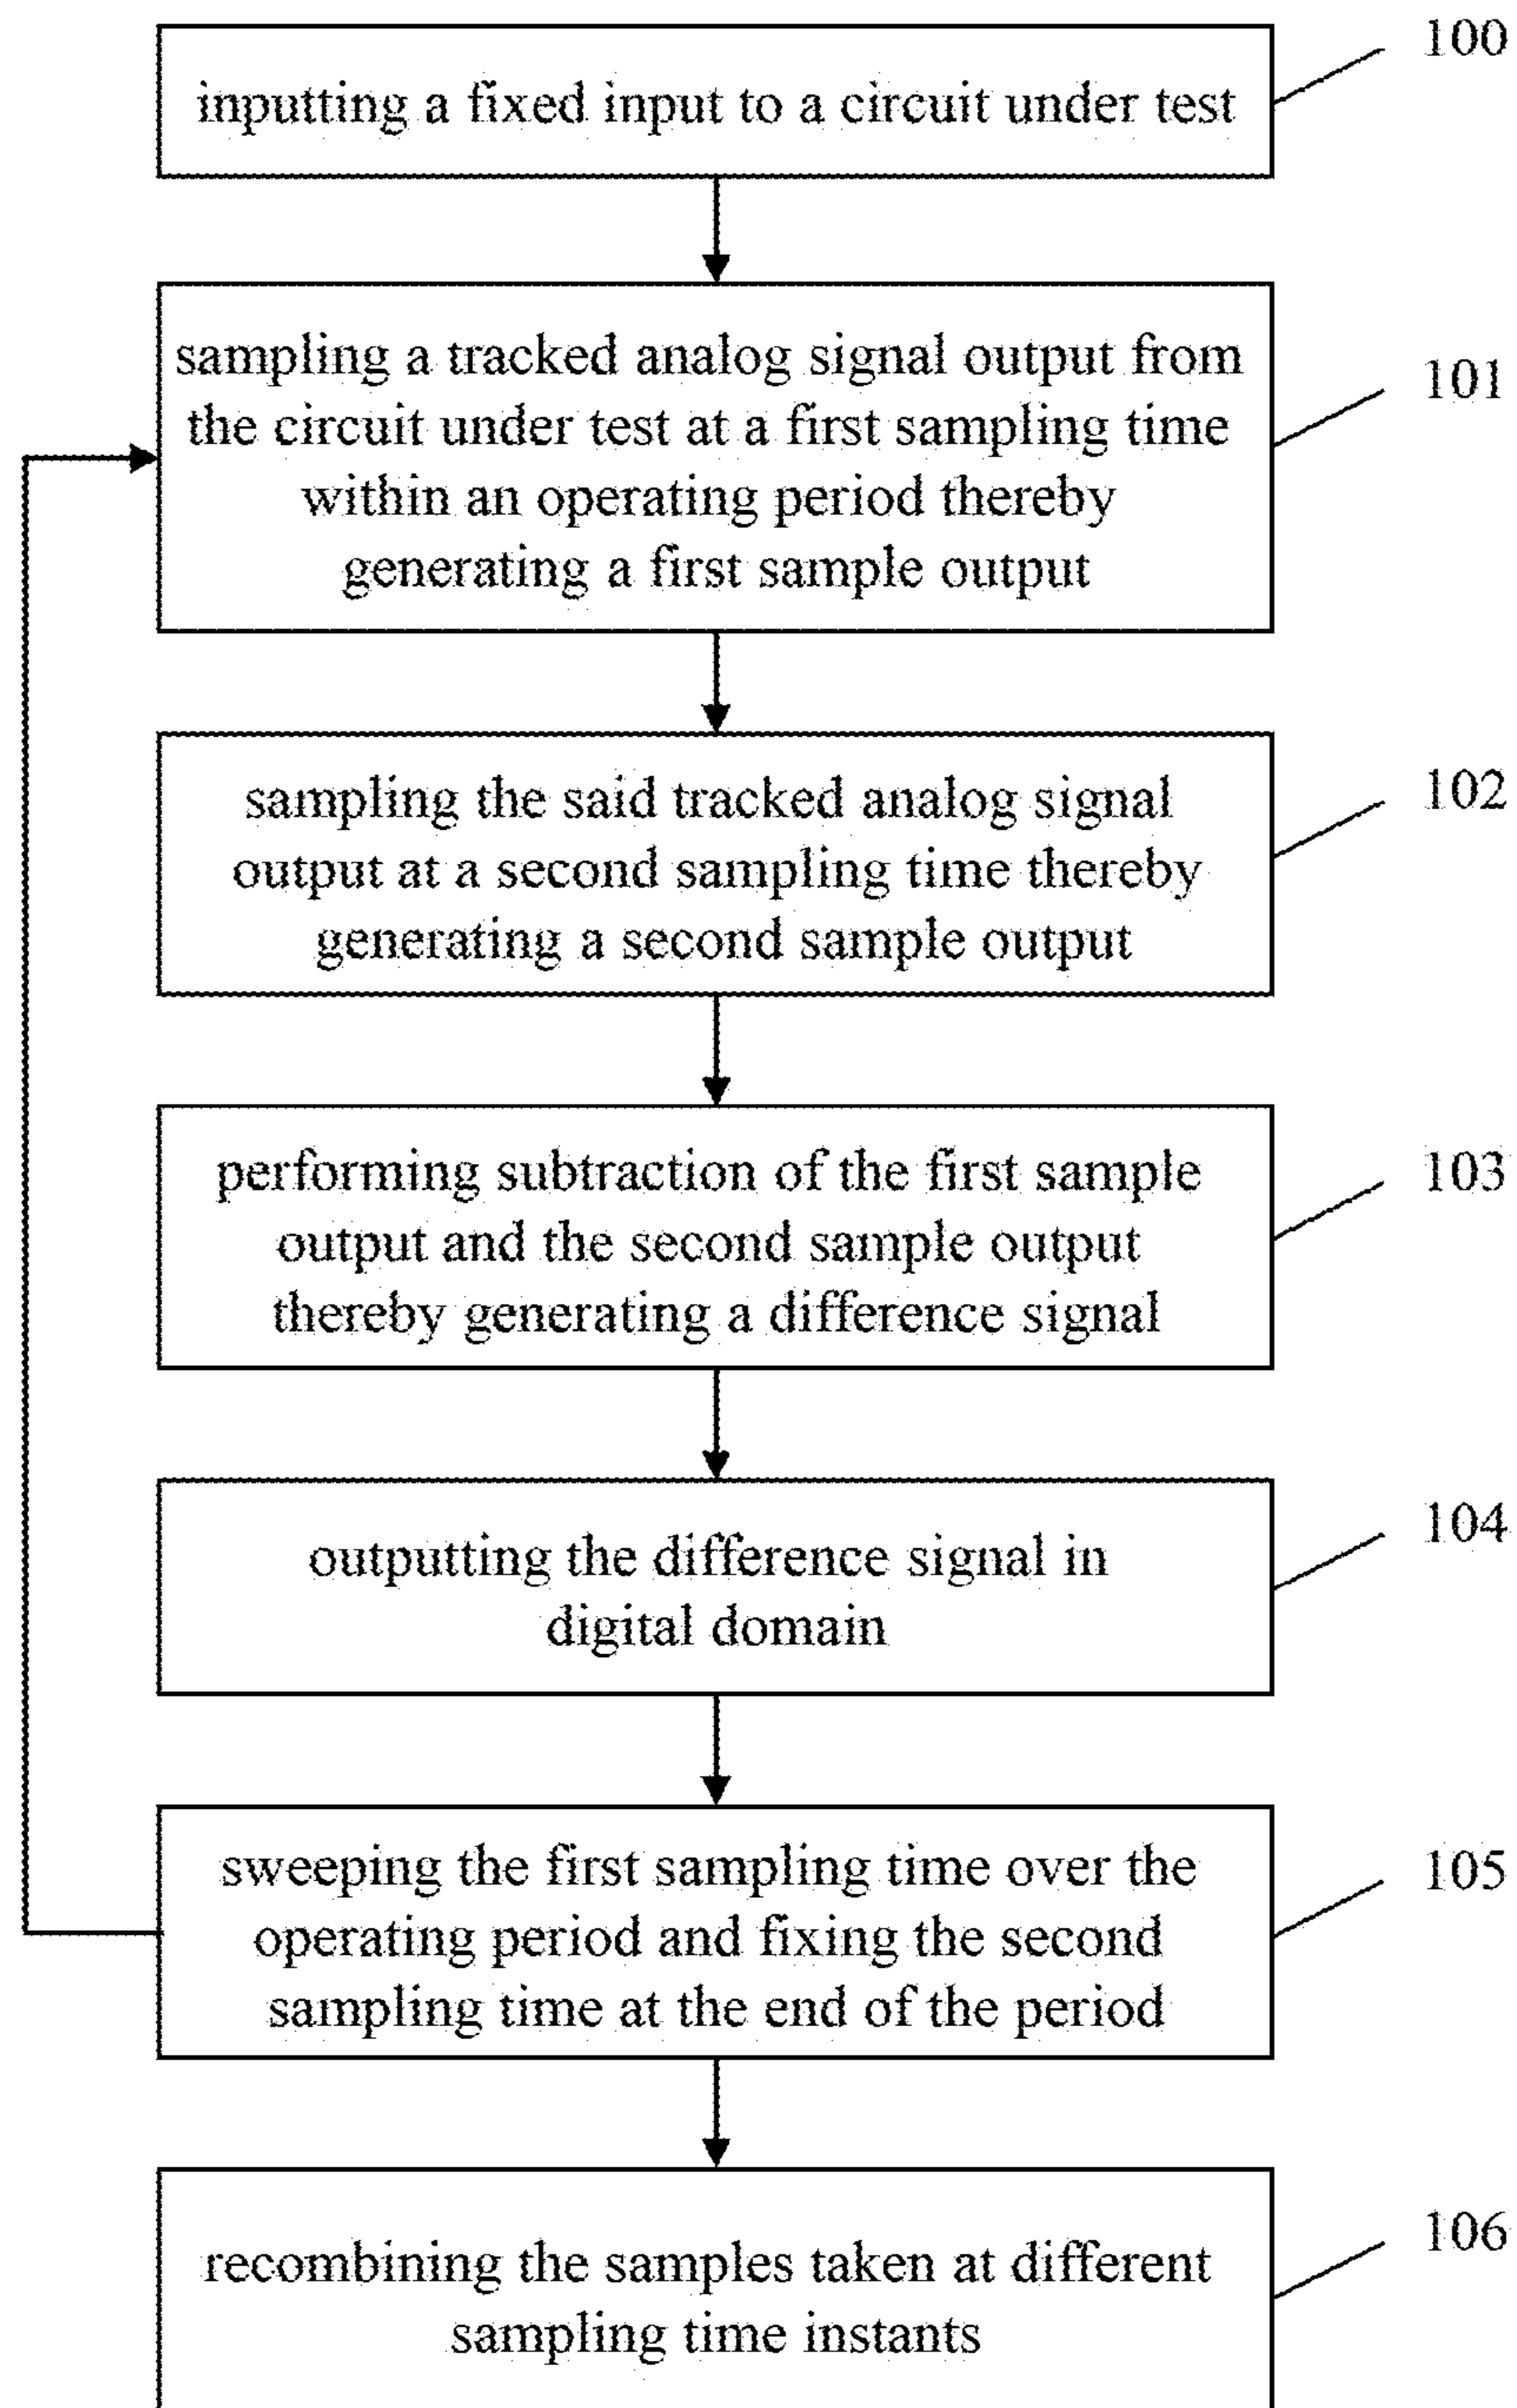 100
inputting a fixed input to a circuit under test
101
sampling a tracked analog signal output from
the circuit under test at a first sampling time
within an operating period thereby
generating a first sample output
102
sampling the said tracked analog signal
output at a second sampling time thereby
generating a second sample output
103
performing subtraction of the first sample
output and the second sample output
thereby generating a difference signal
104
outputting the difference signal in
digital domain
105
sweeping the first sampling time over the
operating period and fixing the second
sampling time at the end of the period
106
recombining the samples taken at different
sampling time instants